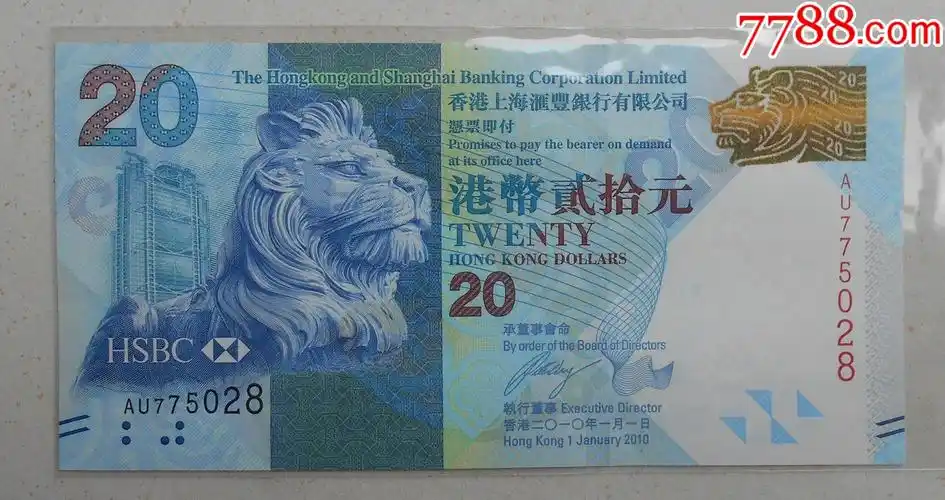 7788.com
20
The Hongkong and Shanghai Banking Corporation Limited
香港上海滙豐銀行有限公司
憑票即付
Promises to pay the bearer on demand
at its office here
港幣貳拾元
TWENTY
HONG KONG DOLLARS
20
承董事會命
By order of the Board of Directors
執行董事 Executive Director
香港二〇一〇年一月一日
Hong Kong 1 January 2010
HSBC
AU775028
AU775028
20
20
20